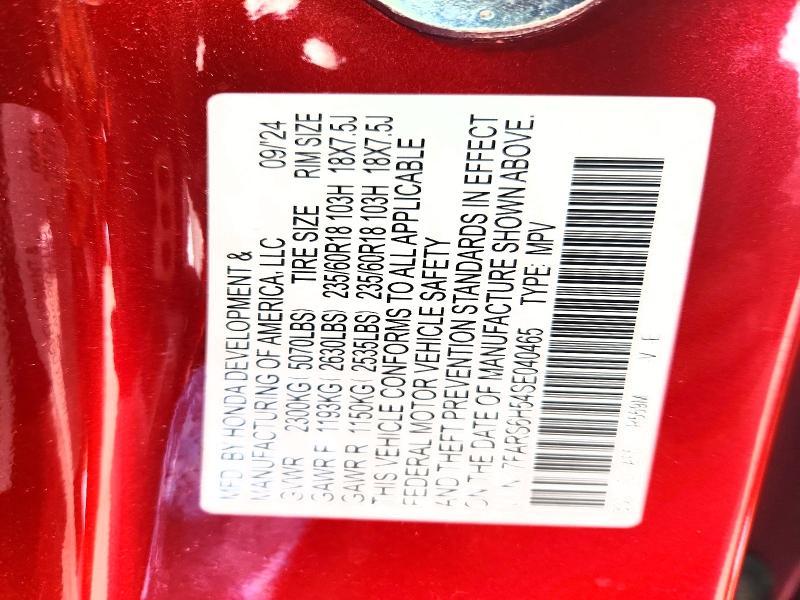 MFD BY HONDA DEVELOPMENT &
MANUFACTURING OF AMERICA, LLC 09/'24
GVWR 2300KG( 5070LBS) TIRE SIZE RIM SIZE
GAWR F 1193KG( 2630LBS) 235/60R18 103H 18X7.5J
GAWR R 1150KG( 2535LBS) 235/60R18 103H 18X7.5J
THIS VEHICLE CONFORMS TO ALL APPLICABLE
FEDERAL MOTOR VEHICLE SAFETY
AND THEFT PREVENTION STANDARDS IN EFFECT
ON THE DATE OF MANUFACTURE SHOWN ABOVE.
7FARS6H64SE040465 TYPE: MPV
V E